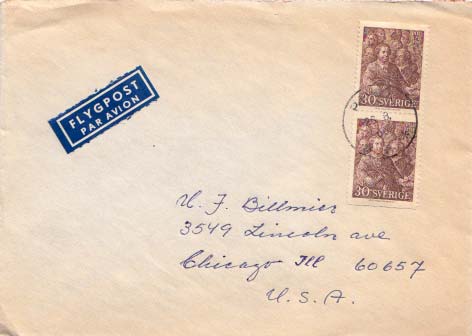 FLYGPOST
PAR AVION
30 SVERIGE
30 SVERIGE
W. F. Billmier
3549 Lincoln ave
Chicago Ill 60657
U.S.A.